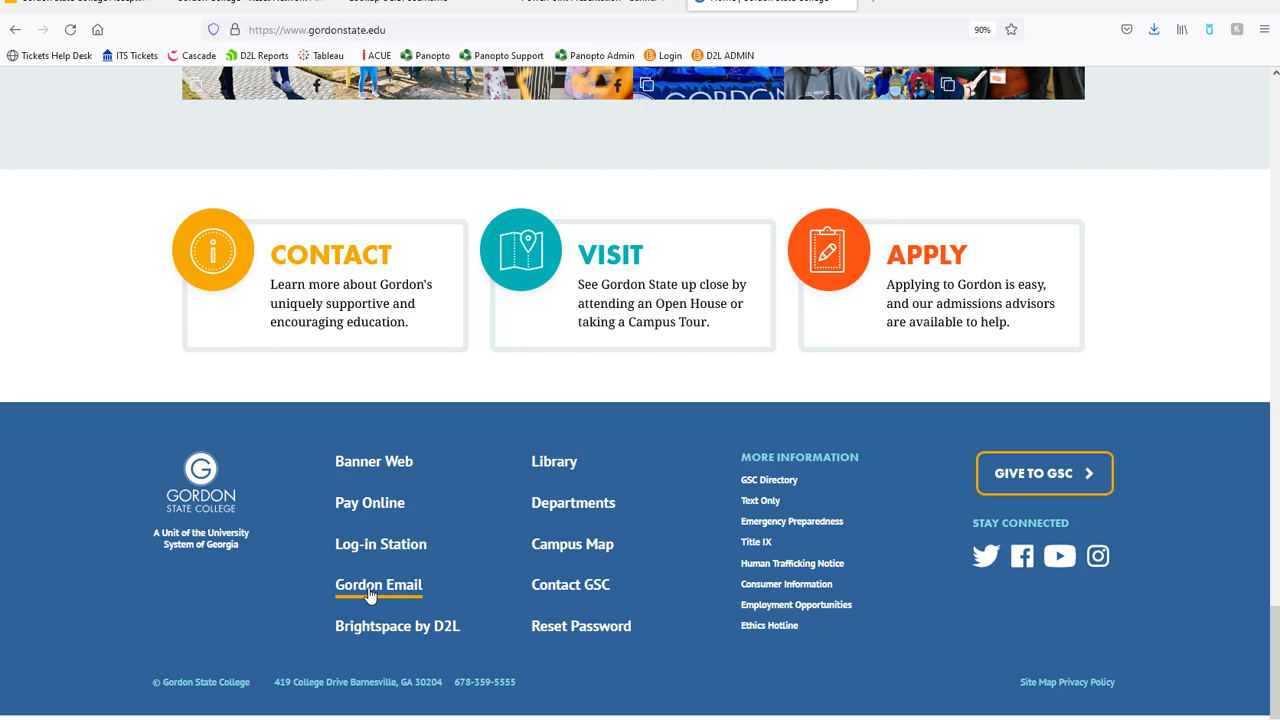 https://www.gordonstate.edu
90%
Tickets Help Desk
ITS Tickets
Cascade
D2L Reports
Tableau
ACUE
Panopto
Panopto Support
Panopto Admin
Login
D2L ADMIN
GORDON
CONTACT
Learn more about Gordon's
uniquely supportive and
encouraging education.
VISIT
See Gordon State up close by
attending an Open House or
taking a Campus Tour.
APPLY
Applying to Gordon is easy,
and our admissions advisors
are available to help.
G
GORDON
STATE COLLEGE
A Unit of the University
System of Georgia
Banner Web
Pay Online
Log-in Station
Gordon Email
Brightspace by D2L
Library
Departments
Campus Map
Contact GSC
Reset Password
MORE INFORMATION
GSC Directory
Text Only
Emergency Preparedness
Title IX
Human Trafficking Notice
Consumer Information
Employment Opportunities
Ethics Hotline
GIVE TO GSC
STAY CONNECTED
© Gordon State College
419 College Drive Barnesville, GA 30204
678-359-5555
Site Map Privacy Policy